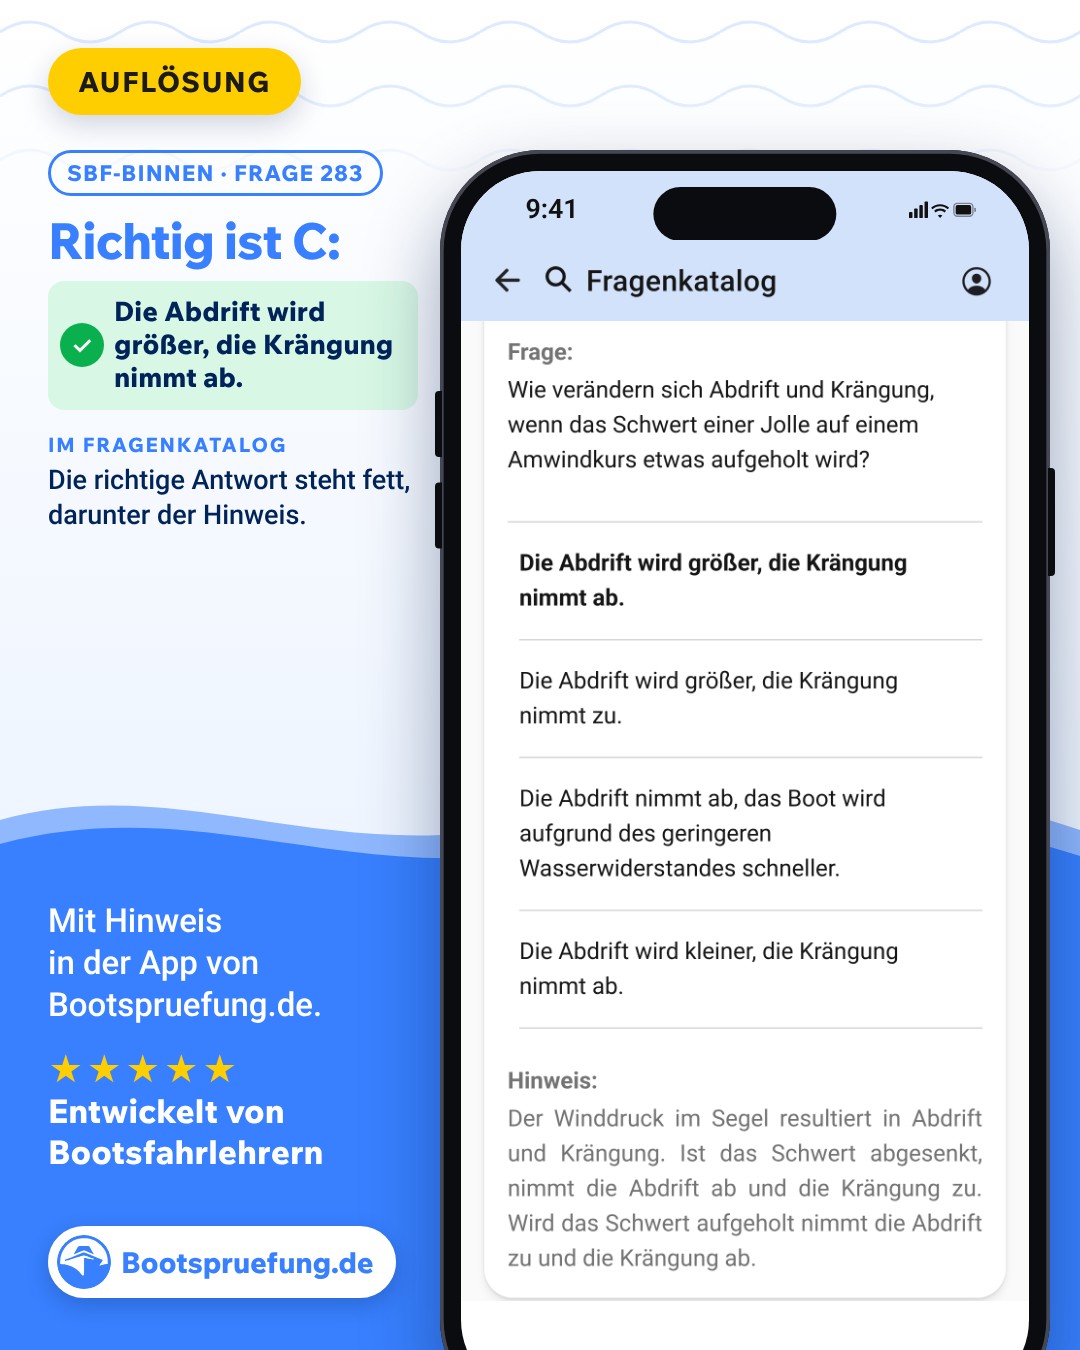 AUFLÖSUNG
SBF-BINNEN · FRAGE 283
Richtig ist C:
Die Abdrift wird
größer, die Krängung
nimmt ab.
IM FRAGENKATALOG
Die richtige Antwort steht fett,
darunter der Hinweis.
Mit Hinweis
in der App von
Bootspruefung.de.
★★★★★
Entwickelt von
Bootsfahrlehrern
Bootspruefung.de
9:41
Fragenkatalog
Frage:
Wie verändern sich Abdrift und Krängung,
wenn das Schwert einer Jolle auf einem
Amwindkurs etwas aufgeholt wird?
Die Abdrift wird größer, die Krängung
nimmt ab.
Die Abdrift wird größer, die Krängung
nimmt zu.
Die Abdrift nimmt ab, das Boot wird
aufgrund des geringeren
Wasserwiderstandes schneller.
Die Abdrift wird kleiner, die Krängung
nimmt ab.
Hinweis:
Der Winddruck im Segel resultiert in Abdrift
und Krängung. Ist das Schwert abgesenkt,
nimmt die Abdrift ab und die Krängung zu.
Wird das Schwert aufgeholt nimmt die Abdrift
zu und die Krängung ab.